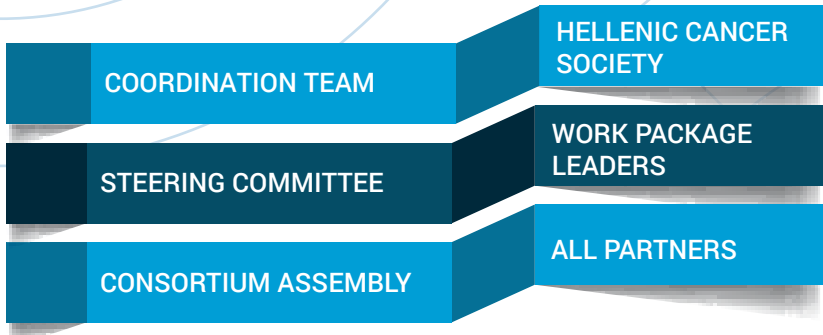 COORDINATION TEAM
HELLENIC CANCER
SOCIETY
STEERING COMMITTEE
WORK PACKAGE
LEADERS
CONSORTIUM ASSEMBLY
ALL PARTNERS